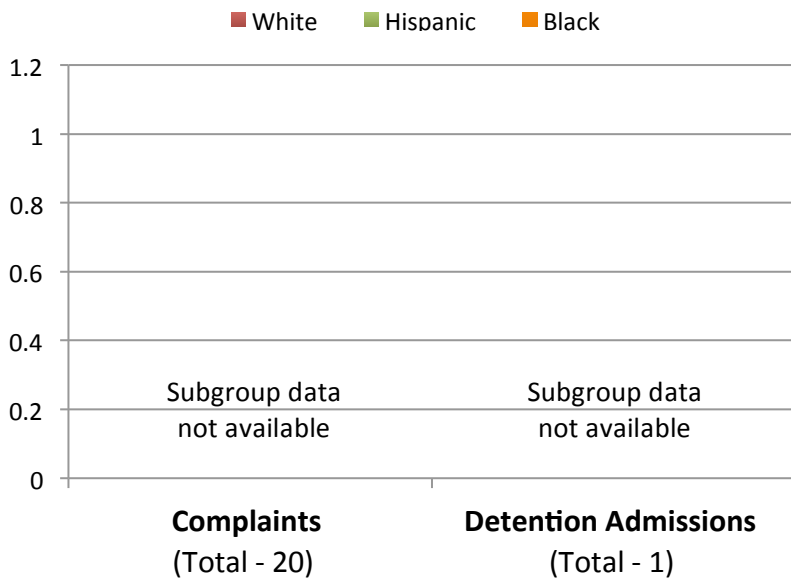 White Hispanic Black
1.2
1
0.8
0.6
0.4
0.2
0
Subgroup data
not available
Subgroup data
not available
Complaints
(Total - 20)
Detention Admissions
(Total - 1)